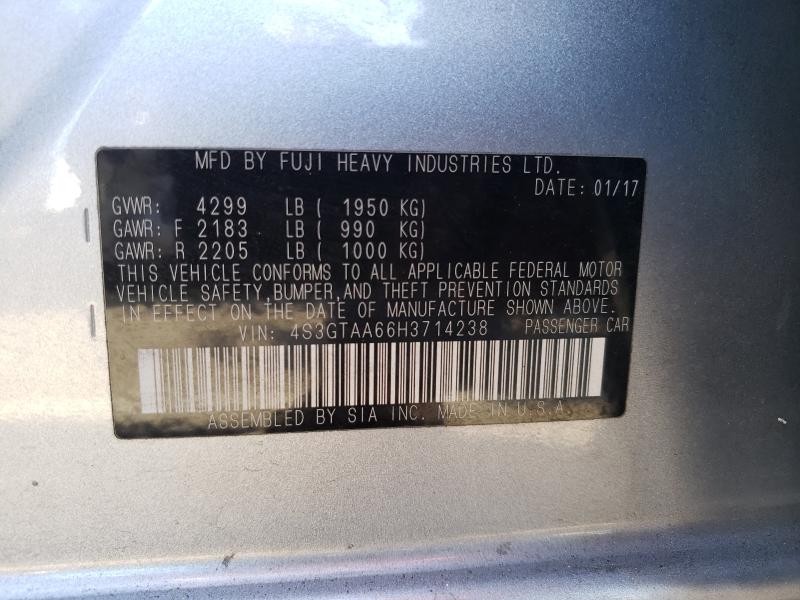 MFD BY FUJI HEAVY INDUSTRIES LTD.
DATE: 01/17
GVWR: 4299 LB ( 1950 KG)
GAWR: F 2183 LB ( 990 KG)
GAWR: R 2205 LB ( 1000 KG)
THIS VEHICLE CONFORMS TO ALL APPLICABLE FEDERAL MOTOR
VEHICLE SAFETY,BUMPER,AND THEFT PREVENTION STANDARDS
IN EFFECT ON THE DATE OF MANUFACTURE SHOWN ABOVE.
VIN: 4S3GTAA66H3714238 PASSENGER CAR
ASSEMBLED BY SIA INC. MADE IN U.S.A.